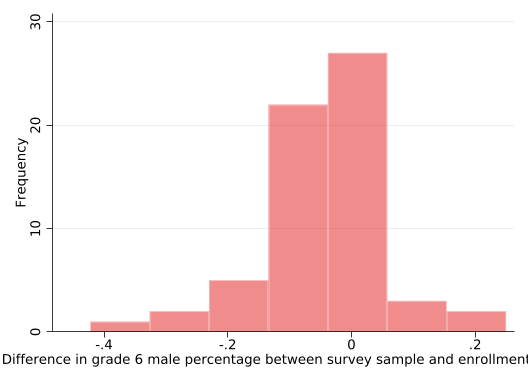 30
20
10
0
Frequency
-.4 -.2 0 .2
Difference in grade 6 male percentage between survey sample and enrollment